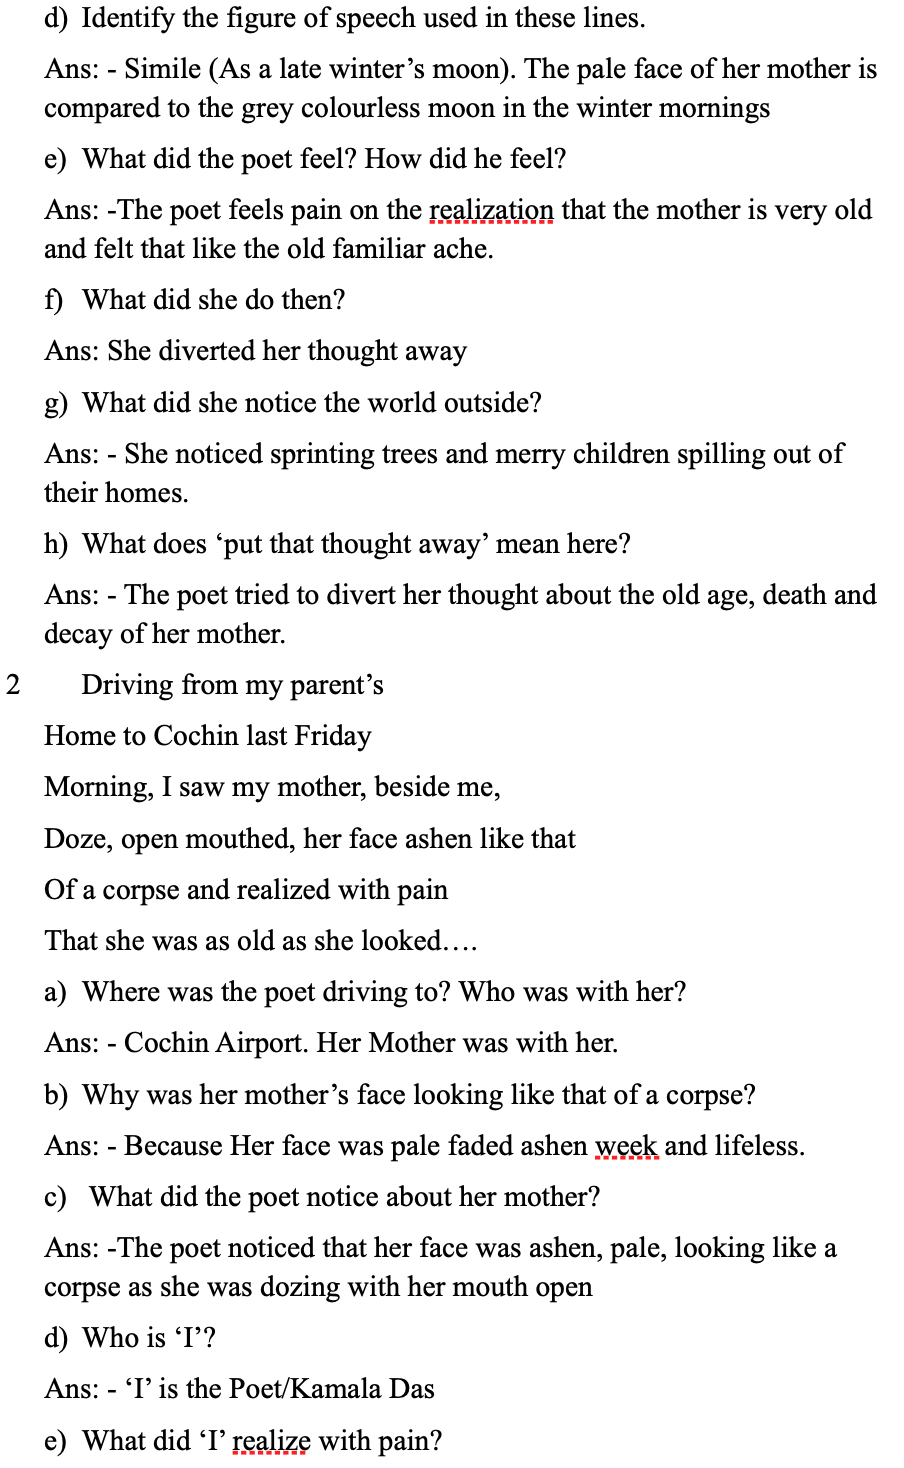 d) Identify the figure of speech used in these lines.
Ans: - Simile (As a late winter’s moon). The pale face of her mother is
compared to the grey colourless moon in the winter mornings
e) What did the poet feel? How did he feel?
Ans: -The poet feels pain on the realization that the mother is very old
and felt that like the old familiar ache.
f) What did she do then?
Ans: She diverted her thought away
g) What did she notice the world outside?
Ans: - She noticed sprinting trees and merry children spilling out of
their homes.
h) What does ‘put that thought away’ mean here?
Ans: - The poet tried to divert her thought about the old age, death and
decay of her mother.
2 Driving from my parent’s
Home to Cochin last Friday
Morning, I saw my mother, beside me,
Doze, open mouthed, her face ashen like that
Of a corpse and realized with pain
That she was as old as she looked….
a) Where was the poet driving to? Who was with her?
Ans: - Cochin Airport. Her Mother was with her.
b) Why was her mother’s face looking like that of a corpse?
Ans: - Because Her face was pale faded ashen week and lifeless.
c) What did the poet notice about her mother?
Ans: -The poet noticed that her face was ashen, pale, looking like a
corpse as she was dozing with her mouth open
d) Who is ‘I’?
Ans: - ‘I’ is the Poet/Kamala Das
e) What did ‘I’ realize with pain?